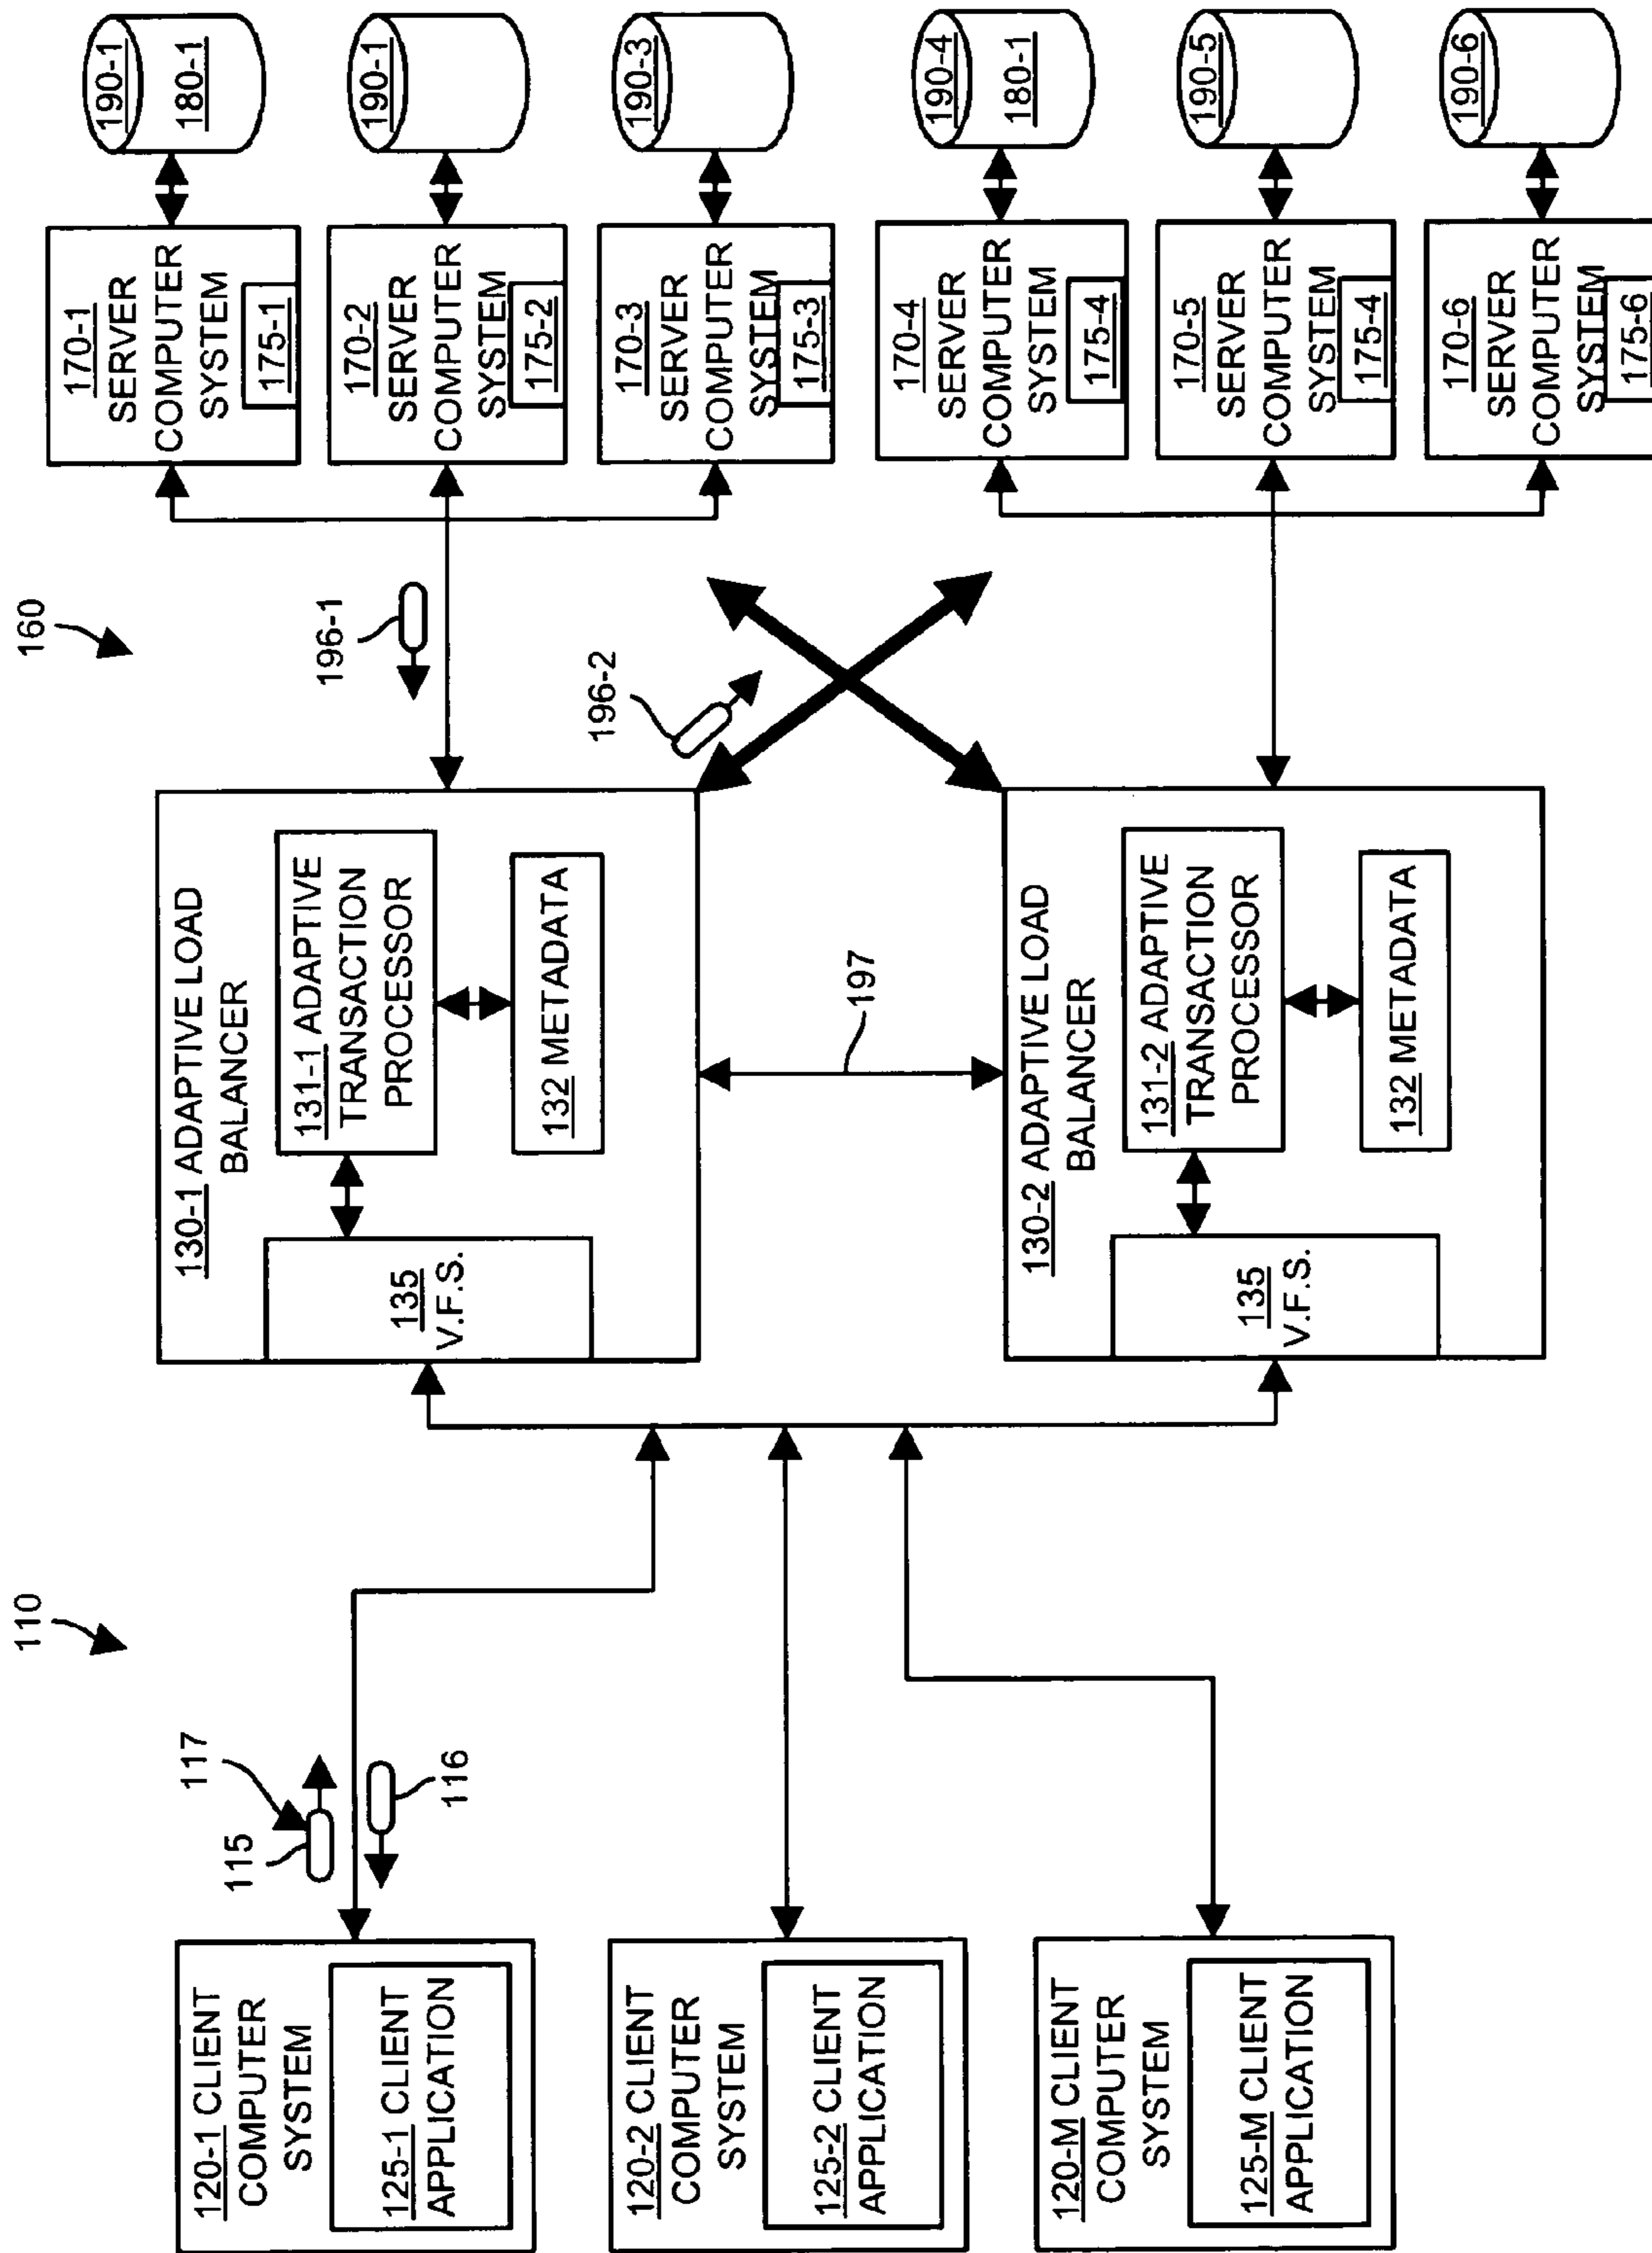 110
160
120-1 CLIENT
COMPUTER
SYSTEM
125-1 CLIENT
APPLICATION
120-2 CLIENT
COMPUTER
SYSTEM
125-2 CLIENT
APPLICATION
120-M CLIENT
COMPUTER
SYSTEM
125-M CLIENT
APPLICATION
117
115
116
130-1 ADAPTIVE LOAD
BALANCER
135
V.F.S.
131-1 ADAPTIVE
TRANSACTION
PROCESSOR
132 METADATA
197
130-2 ADAPTIVE LOAD
BALANCER
135
V.F.S.
131-2 ADAPTIVE
TRANSACTION
PROCESSOR
132 METADATA
196-1
196-2
170-1
SERVER
COMPUTER
SYSTEM
175-1
190-1
180-1
170-2
SERVER
COMPUTER
SYSTEM
175-2
190-1
170-3
SERVER
COMPUTER
SYSTEM
175-3
190-3
170-4
SERVER
COMPUTER
SYSTEM
175-4
190-4
180-1
170-5
SERVER
COMPUTER
SYSTEM
175-4
190-5
170-6
SERVER
COMPUTER
SYSTEM
175-6
190-6